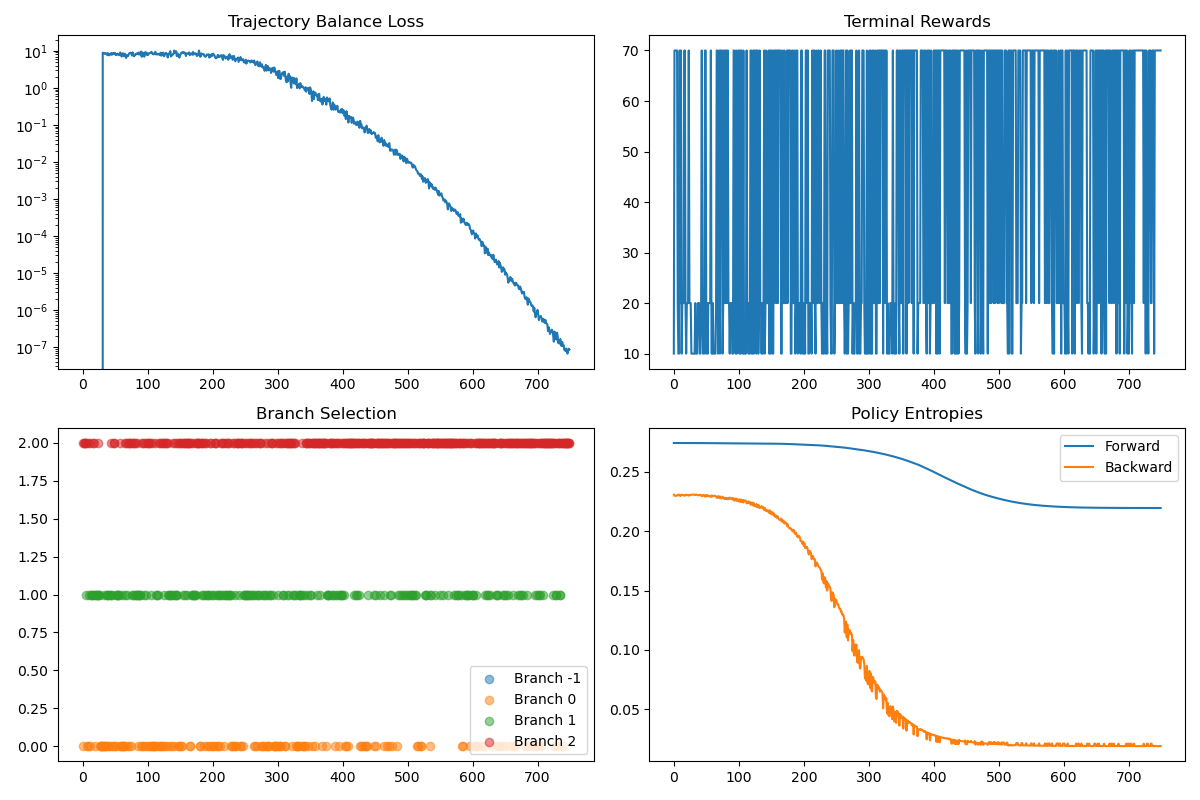 Trajectory Balance Loss
10^1
10^0
10^-1
10^-2
10^-3
10^-4
10^-5
10^-6
10^-7
0 100 200 300 400 500 600 700
Terminal Rewards
70
60
50
40
30
20
10
0 100 200 300 400 500 600 700
Branch Selection
2.00
1.75
1.50
1.25
1.00
0.75
0.50
0.25
0.00
Branch -1
Branch 0
Branch 1
Branch 2
0 100 200 300 400 500 600 700
Policy Entropies
Forward
Backward
0.25
0.20
0.15
0.10
0.05
0 100 200 300 400 500 600 700